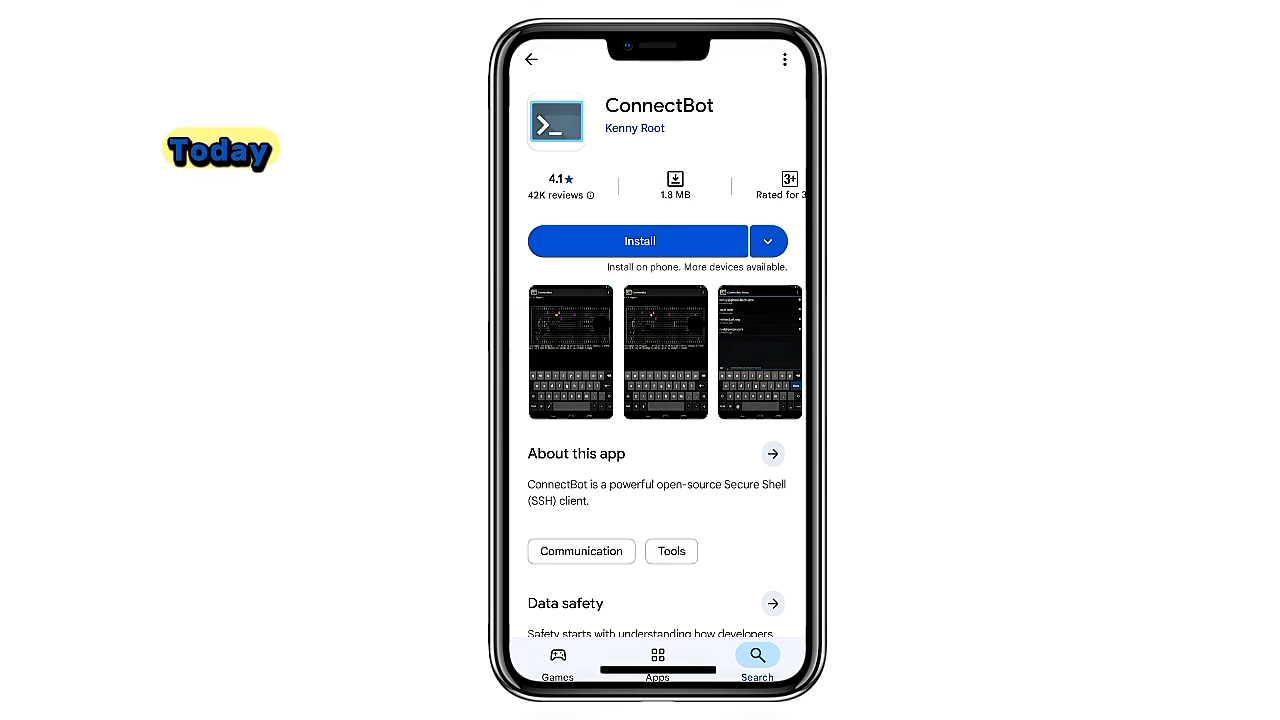 Today
ConnectBot
Kenny Root
4.1★
42K reviews
1.8 MB
3+
Rated for 3
Install
Install on phone. More devices available.
About this app
ConnectBot is a powerful open-source Secure Shell
(SSH) client.
Communication
Tools
Data safety
Safety starts with understanding how developers
Games
Apps
Search